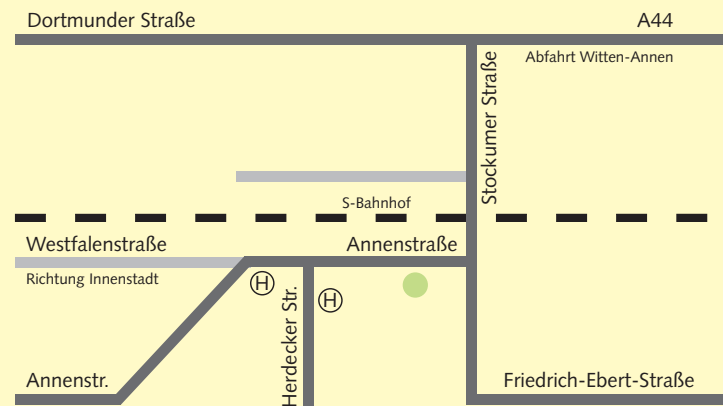 Dortmunder Straße
A44
Abfahrt Witten-Annen
Stockumer Straße
S-Bahnhof
Westfalenstraße
Annenstraße
Richtung Innenstadt
H
H
Herdecker Str.
Annenstr.
Friedrich-Ebert-Straße